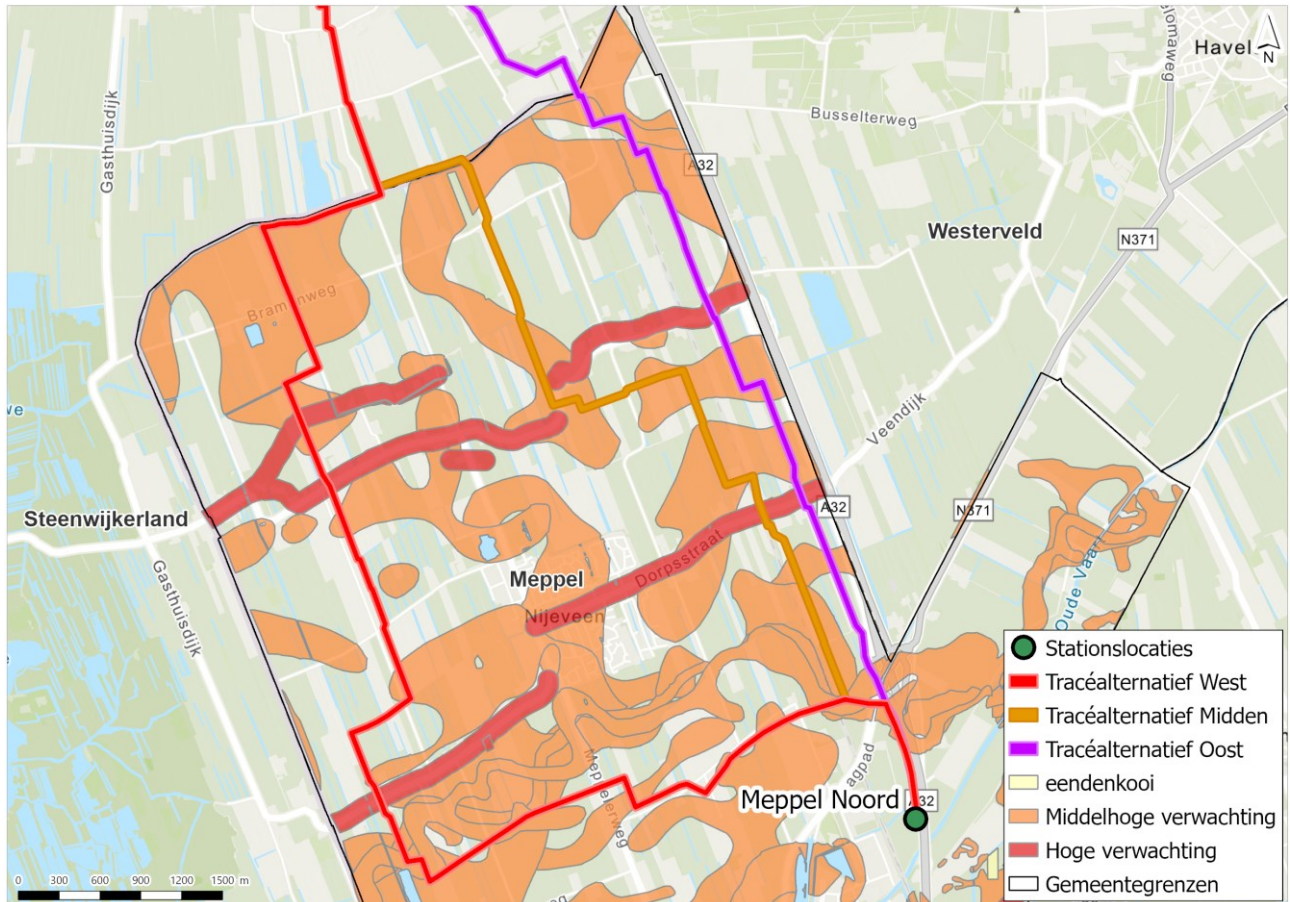 Havel
N
Gasthuisdijk
Busselterweg
A32
Westerveld
N371
Bramenweg
Veendijk
Steenwijkerland
A32
N371
Gasthuisdijk
Meppel
Dorpsstraat
Nijeveen
Oude Vaart
Meppelerweg
agpad
Meppel Noord
A32
Stationslocaties
Tracéalternatief West
Tracéalternatief Midden
Tracéalternatief Oost
eendenkooi
Middelhoge verwachting
Hoge verwachting
Gemeentegrenzen
0 300 600 900 1200 1500 m